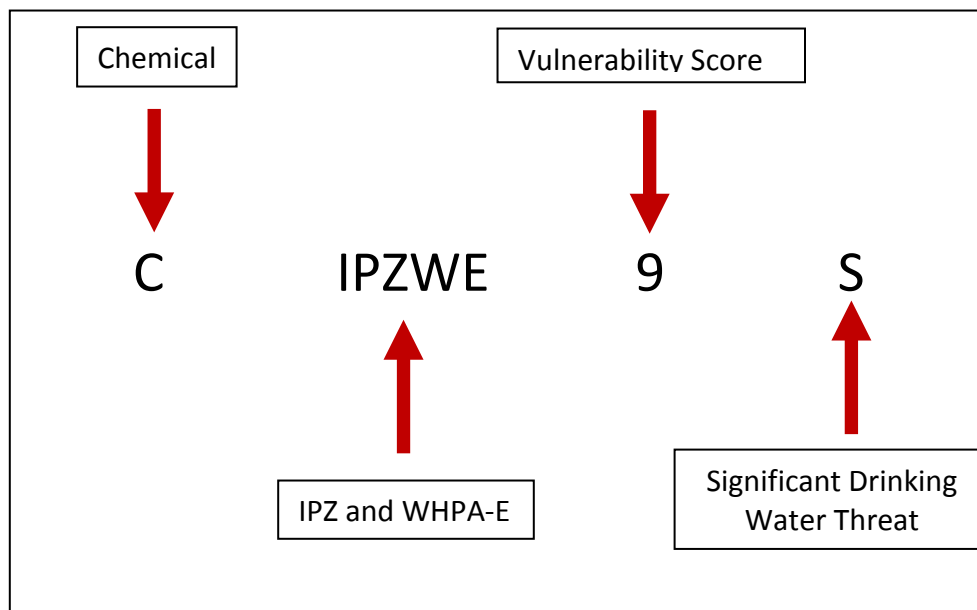 Chemical
Vulnerability Score
C IPZWE 9 S
IPZ and WHPA-E
Significant Drinking
Water Threat